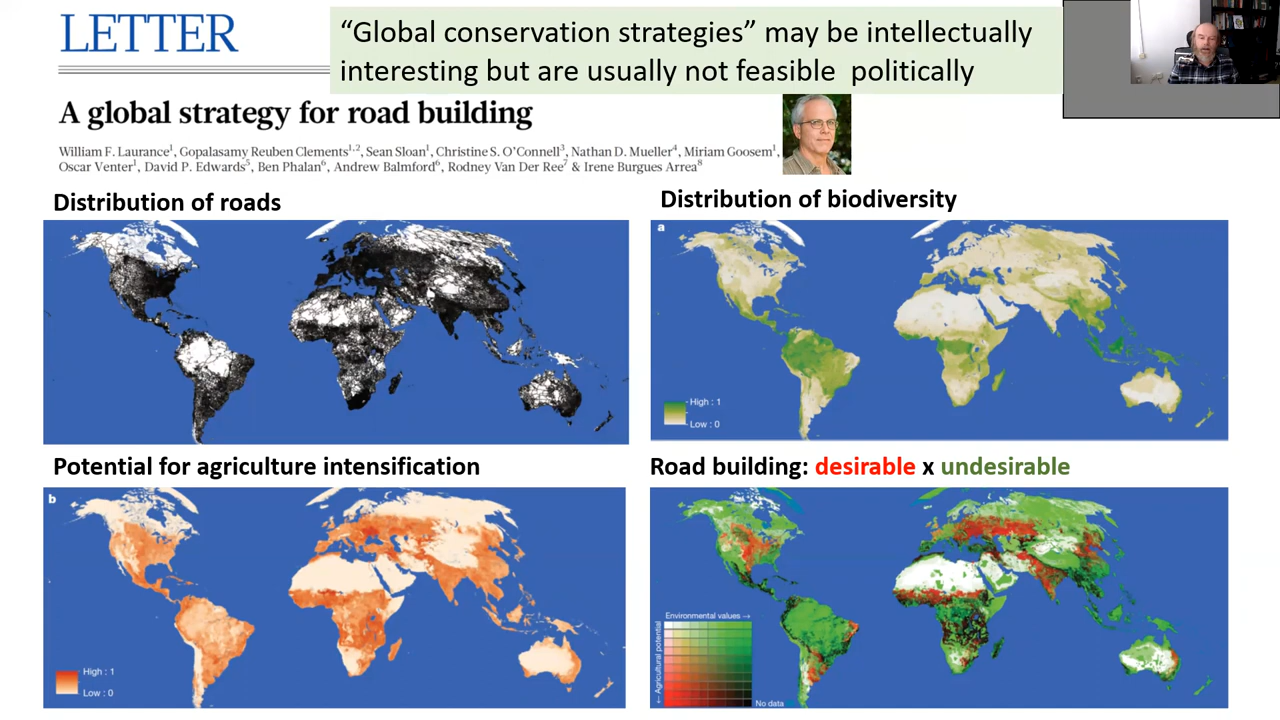 LETTER
“Global conservation strategies” may be intellectually
interesting but are usually not feasible politically
A global strategy for road building
William F. Laurance1, Gopalasamy Reuben Clements1,2, Sean Sloan1, Christine S. O’Connell3, Nathan D. Mueller4, Miriam Goosem1,
Oscar Venter1, David P. Edwards5, Ben Phalan6, Andrew Balmford6, Rodney Van Der Ree7 & Irene Burgues Arrea8
Distribution of roads
Distribution of biodiversity
a
High : 1
Low : 0
Potential for agriculture intensification
Road building: desirable x undesirable
b
High : 1
Low : 0
Environmental values →
← Agricultural potential
No data